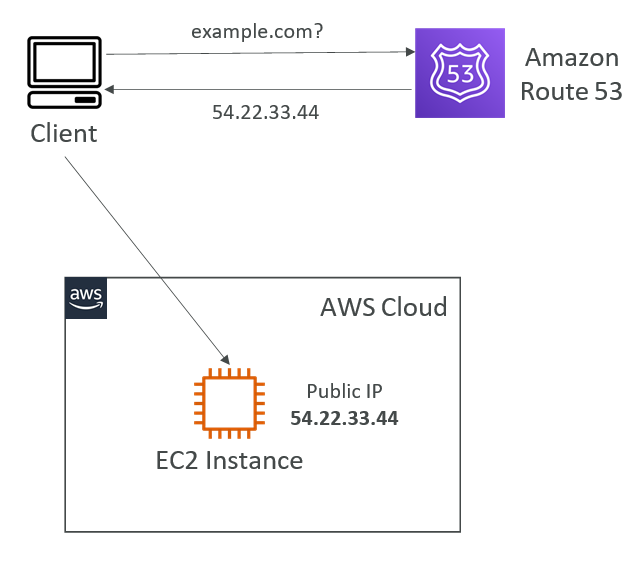 example.com?
53
Amazon
Route 53
54.22.33.44
Client
aws
AWS Cloud
Public IP
54.22.33.44
EC2 Instance